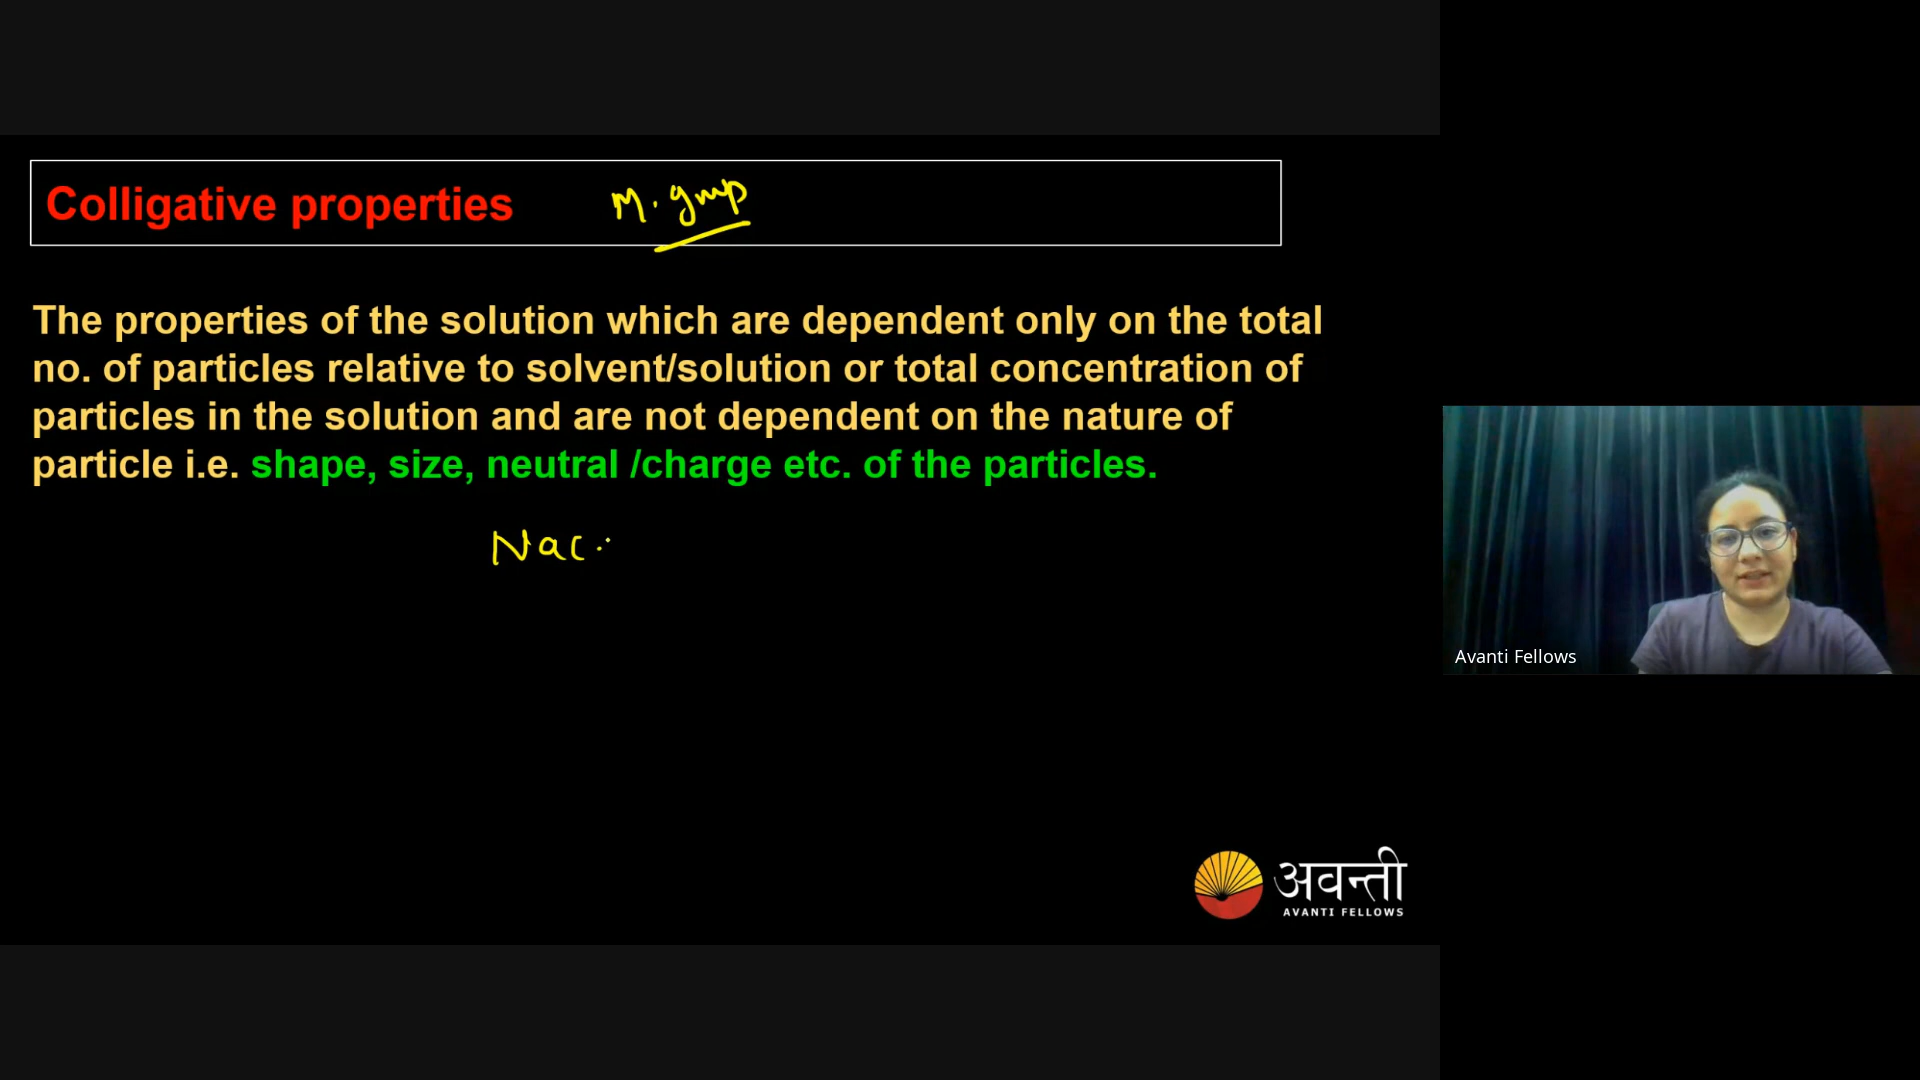 Colligative properties M. gmp
The properties of the solution which are dependent only on the total
no. of particles relative to solvent/solution or total concentration of
particles in the solution and are not dependent on the nature of
particle i.e. shape, size, neutral /charge etc. of the particles.
Nac
Avanti Fellows
अवन्ती
AVANTI FELLOWS